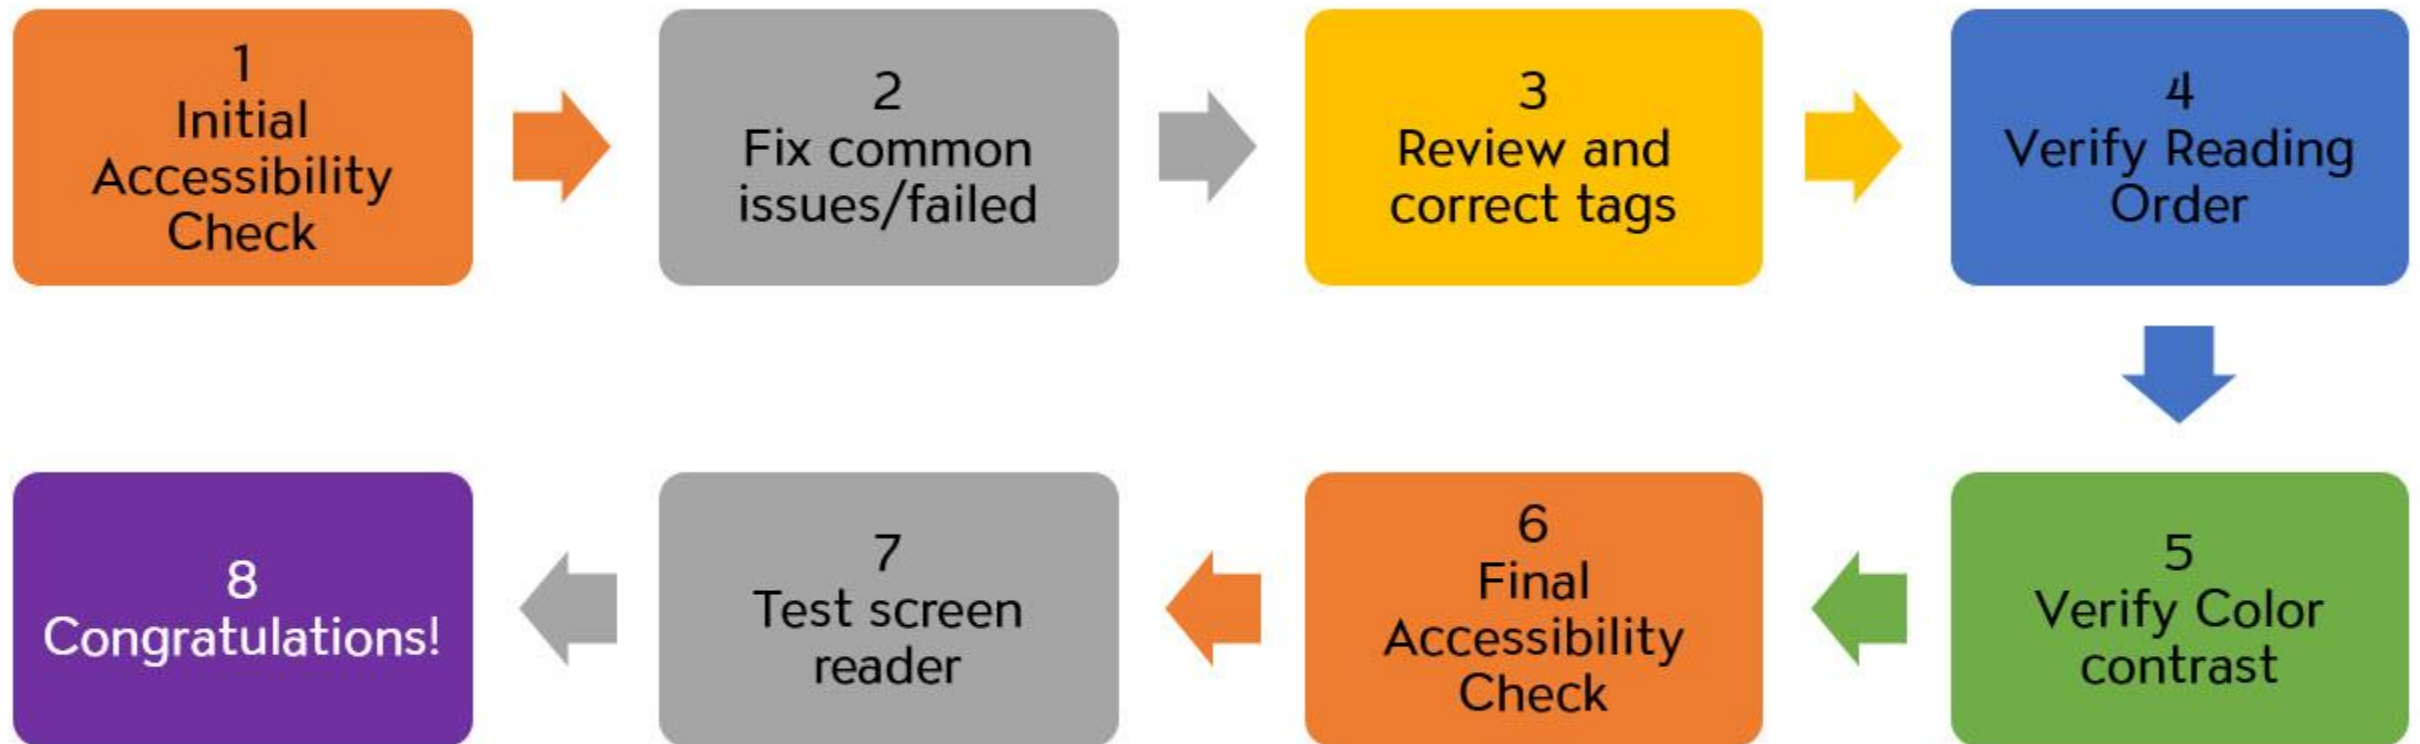 1
Initial
Accessibility
Check
2
Fix common
issues/failed
3
Review and
correct tags
4
Verify Reading
Order
5
Verify Color
contrast
6
Final
Accessibility
Check
7
Test screen
reader
8
Congratulations!